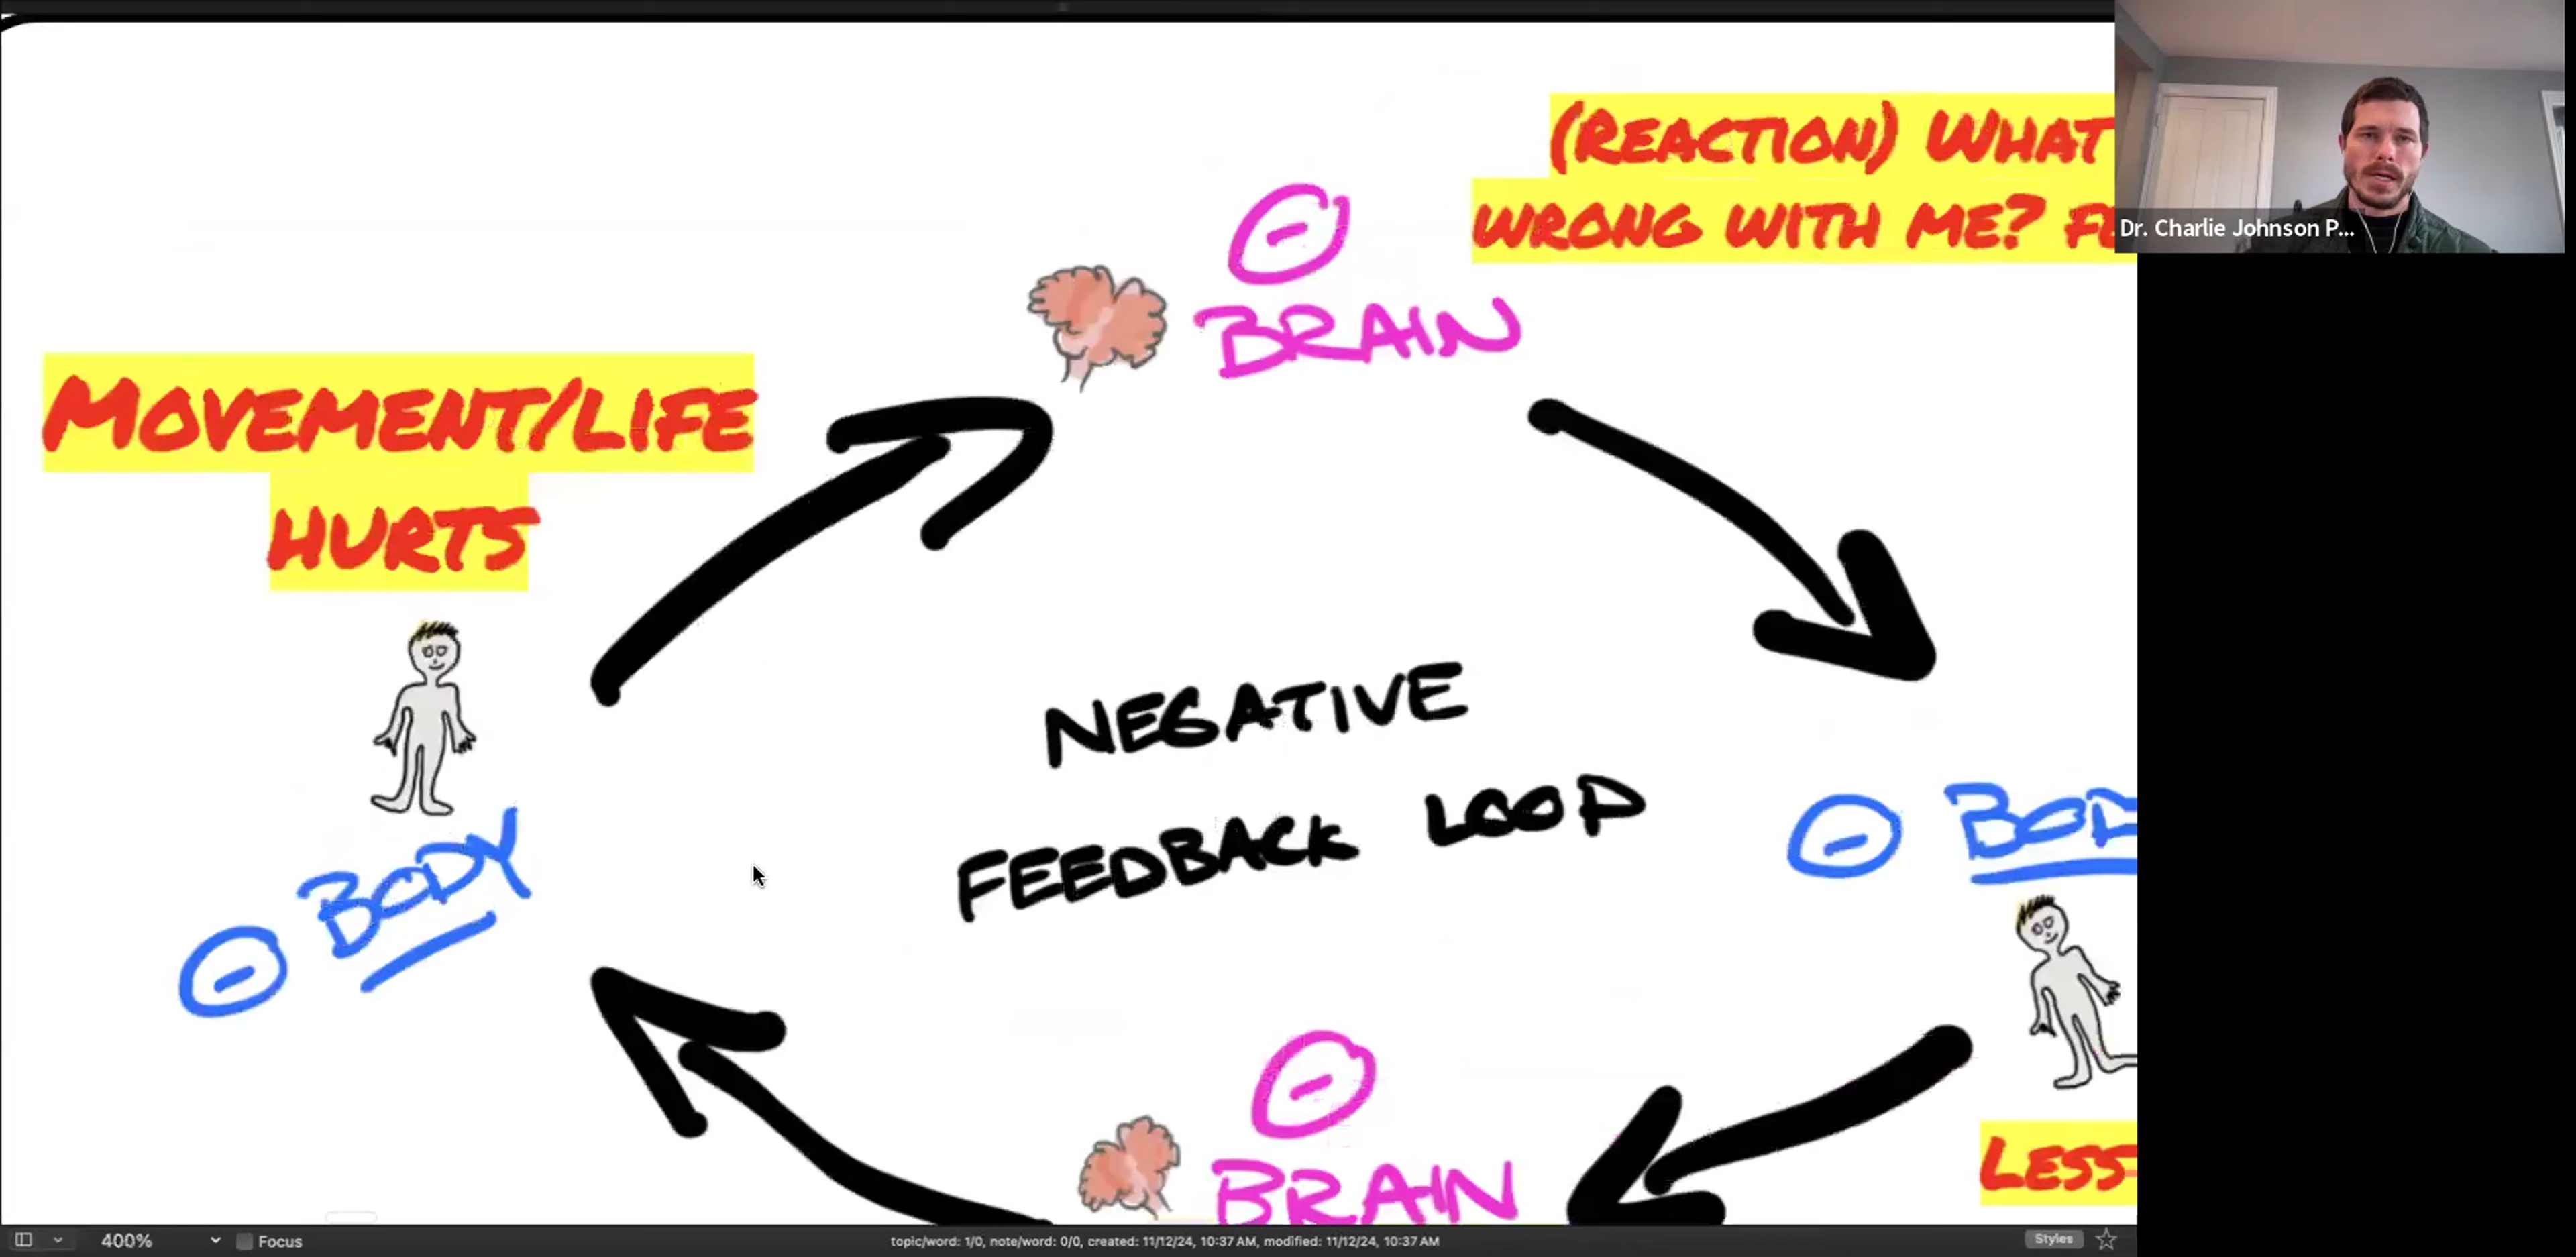 (REACTION) WHAT
WRONG WITH ME?
Dr. Charlie Johnson P...
⊖
BRAIN
MOVEMENT/LIFE
HURTS
NEGATIVE
FEEDBACK LOOP
⊖ BODY
⊖ BOD
LESS-
⊖
BRAIN
400%
Focus
topic/word: 1/0, note/word: 0/0, created: 11/12/24, 10:37 AM, modified: 11/12/24, 10:37 AM
Styles